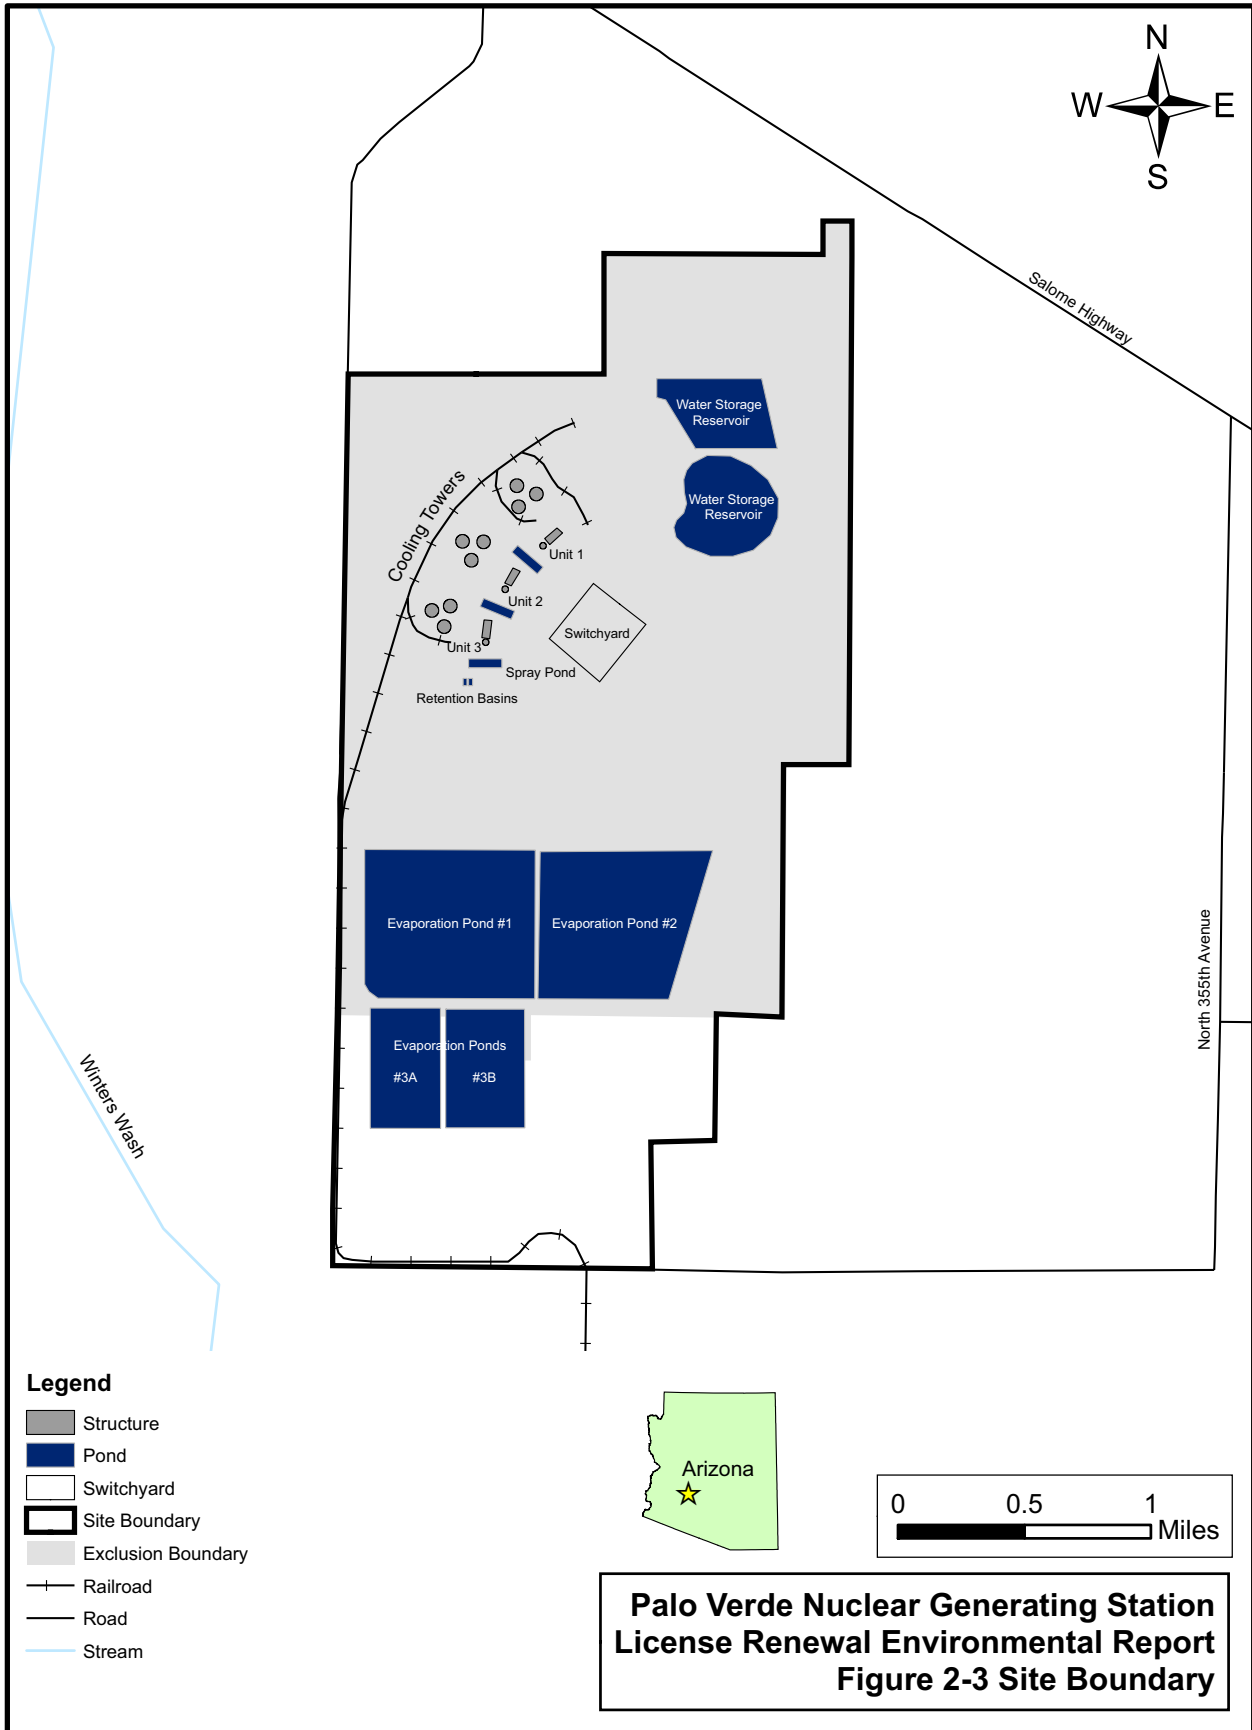 N
W E
S
Salome Highway
Water Storage
Reservoir
Water Storage
Reservoir
Cooling Towers
Unit 1
Unit 2
Switchyard
Unit 3
Spray Pond
Retention Basins
Evaporation Pond #1
Evaporation Pond #2
North 355th Avenue
Evaporation Ponds
#3A
#3B
Winters Wash
Legend
Structure
Pond
Switchyard
Site Boundary
Exclusion Boundary
Railroad
Road
Stream
Arizona
0 0.5 1
Miles
Palo Verde Nuclear Generating Station
License Renewal Environmental Report
Figure 2-3 Site Boundary